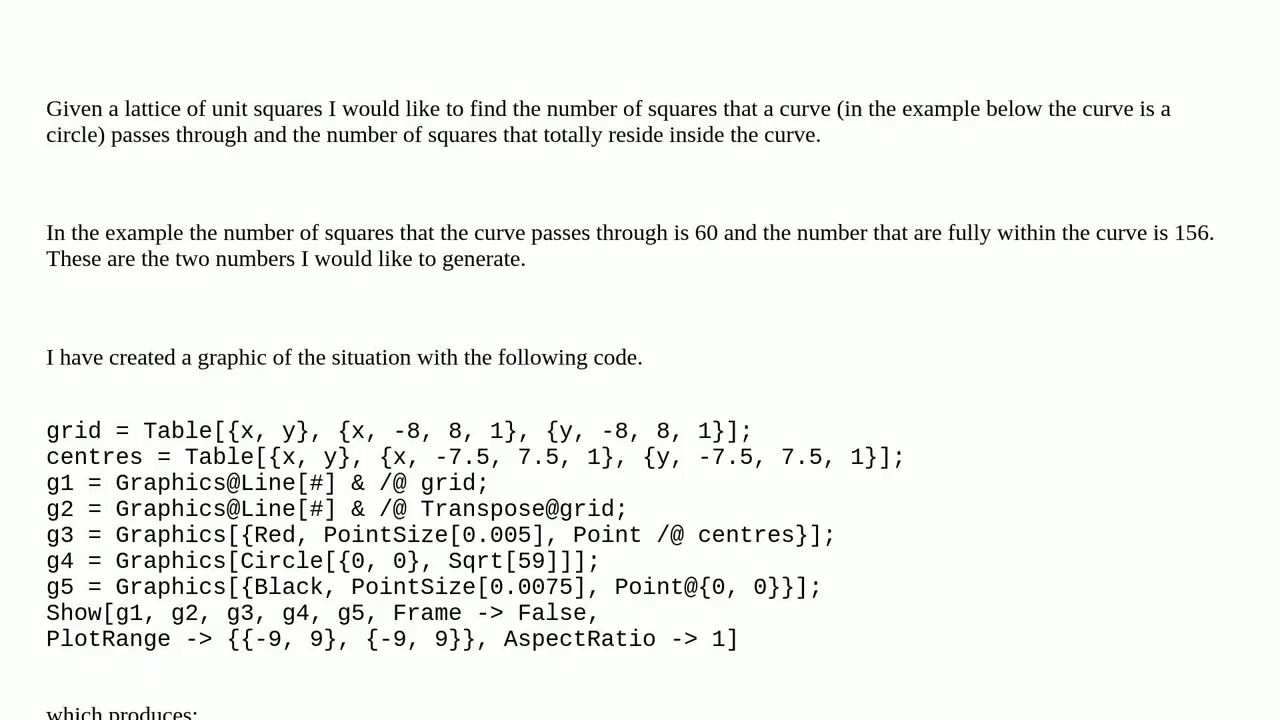 Given a lattice of unit squares I would like to find the number of squares that a curve (in the example below the curve is a
circle) passes through and the number of squares that totally reside inside the curve.
In the example the number of squares that the curve passes through is 60 and the number that are fully within the curve is 156.
These are the two numbers I would like to generate.
I have created a graphic of the situation with the following code.
grid = Table[{x, y}, {x, -8, 8, 1}, {y, -8, 8, 1}];
centres = Table[{x, y}, {x, -7.5, 7.5, 1}, {y, -7.5, 7.5, 1}];
g1 = Graphics@Line[#] & /@ grid;
g2 = Graphics@Line[#] & /@ Transpose@grid;
g3 = Graphics[{Red, PointSize[0.005], Point /@ centres}];
g4 = Graphics[Circle[{0, 0}, Sqrt[59]]];
g5 = Graphics[{Black, PointSize[0.0075], Point@{0, 0}}];
Show[g1, g2, g3, g4, g5, Frame -> False,
PlotRange -> {{-9, 9}, {-9, 9}}, AspectRatio -> 1]
which produces: